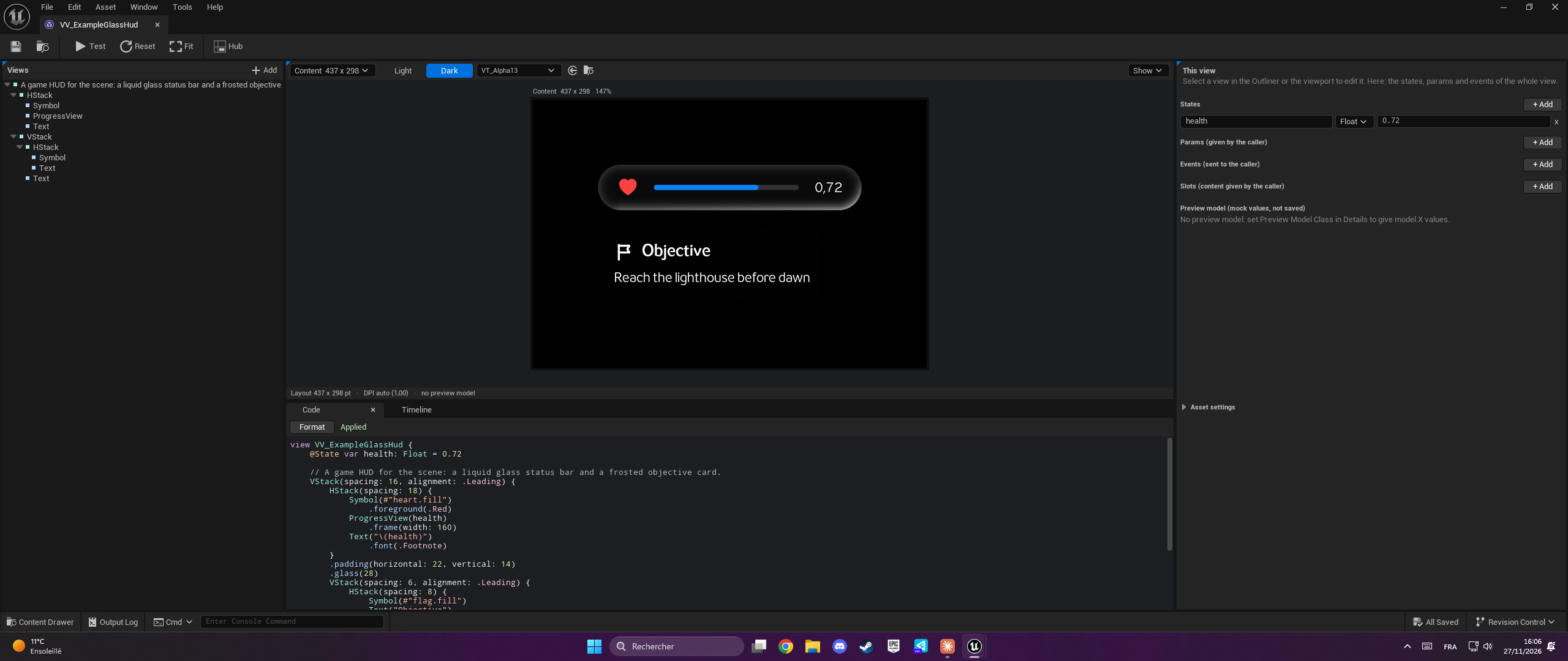 File Edit Asset Window Tools Help
VV_ExampleGlassHud ×
Test Reset Fit Hub
Views + Add
A game HUD for the scene: a liquid glass status bar and a frosted objective
HStack
Symbol
ProgressView
Text
VStack
HStack
Symbol
Text
Text
Content 437 x 298 Light Dark VT_Alpha13 Show
Content 437 x 298 147%
0,72
Objective
Reach the lighthouse before dawn
Layout 437 x 298 pt · DPI auto (1,00) · no preview model
Code × Timeline
Format Applied
view VV_ExampleGlassHud {
@State var health: Float = 0.72
// A game HUD for the scene: a liquid glass status bar and a frosted objective card.
VStack(spacing: 16, alignment: .Leading) {
HStack(spacing: 18) {
Symbol(#"heart.fill")
.foreground(.Red)
ProgressView(health)
.frame(width: 160)
Text("\(health)")
.font(.Footnote)
}
.padding(horizontal: 22, vertical: 14)
.glass(28)
VStack(spacing: 6, alignment: .Leading) {
HStack(spacing: 8) {
Symbol(#"flag.fill")
Text("Objective")
This view
Select a view in the Outliner or the viewport to edit it. Here: the states, params and events of the whole view.
States + Add
health Float 0.72 x
Params (given by the caller) + Add
Events (sent to the caller) + Add
Slots (content given by the caller) + Add
Preview model (mock values, not saved)
No preview model: set Preview Model Class in Details to give model.X values.
Asset settings
Content Drawer Output Log Cmd Enter Console Command All Saved Revision Control
11°C
Ensoleillé
Rechercher
FRA
16:06
27/11/2026